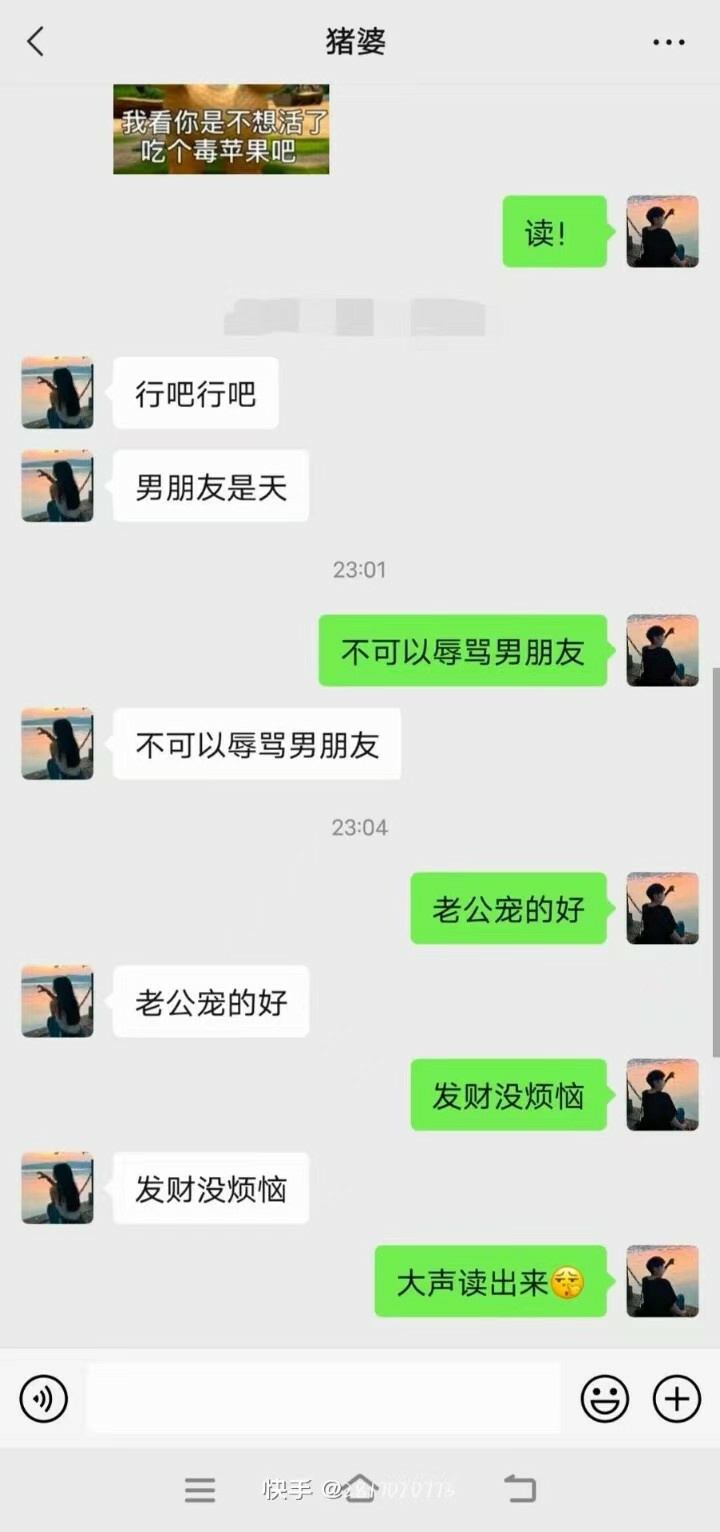 猪婆
我看你是不想活了
吃个毒苹果吧
读！
行吧行吧
男朋友是天
23:01
不可以辱骂男朋友
不可以辱骂男朋友
23:04
老公宠的好
老公宠的好
发财没烦恼
发财没烦恼
大声读出来
快手